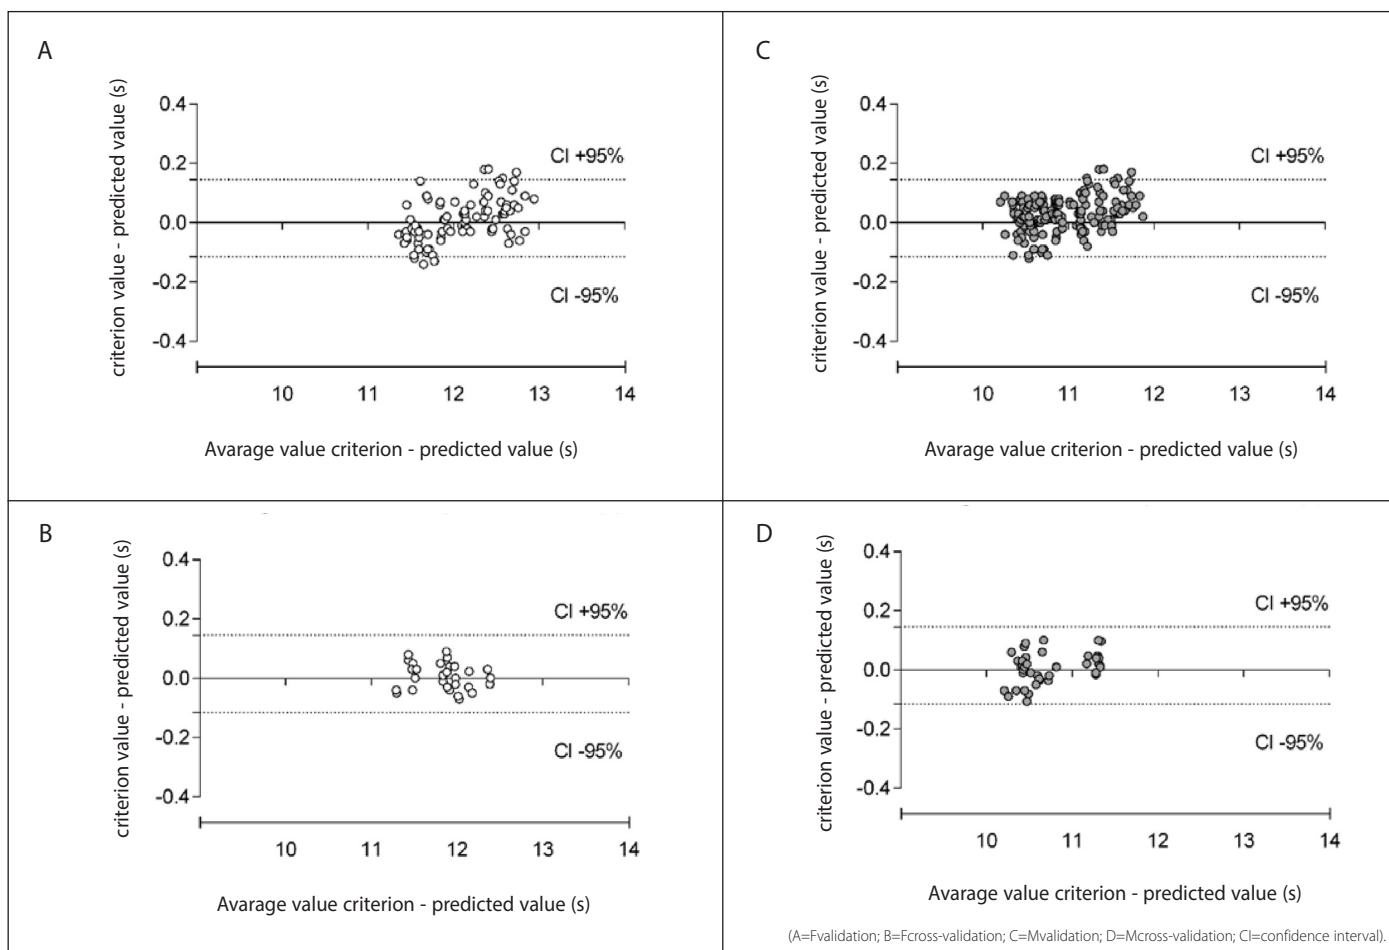 A
criterion value - predicted value (s)
0.4
0.2
0.0
-0.2
-0.4
CI +95%
CI -95%
10 11 12 13 14
Avarage value criterion - predicted value (s)
C
criterion value - predicted value (s)
0.4
0.2
0.0
-0.2
-0.4
CI +95%
CI -95%
10 11 12 13 14
Avarage value criterion - predicted value (s)
B
criterion value - predicted value (s)
0.4
0.2
0.0
-0.2
-0.4
CI +95%
CI -95%
10 11 12 13 14
Avarage value criterion - predicted value (s)
D
criterion value - predicted value (s)
0.4
0.2
0.0
-0.2
-0.4
CI +95%
CI -95%
10 11 12 13 14
Avarage value criterion - predicted value (s)
(A=Fvalidation; B=Fcross-validation; C=Mvalidation; D=Mcross-validation; CI=confidence interval).